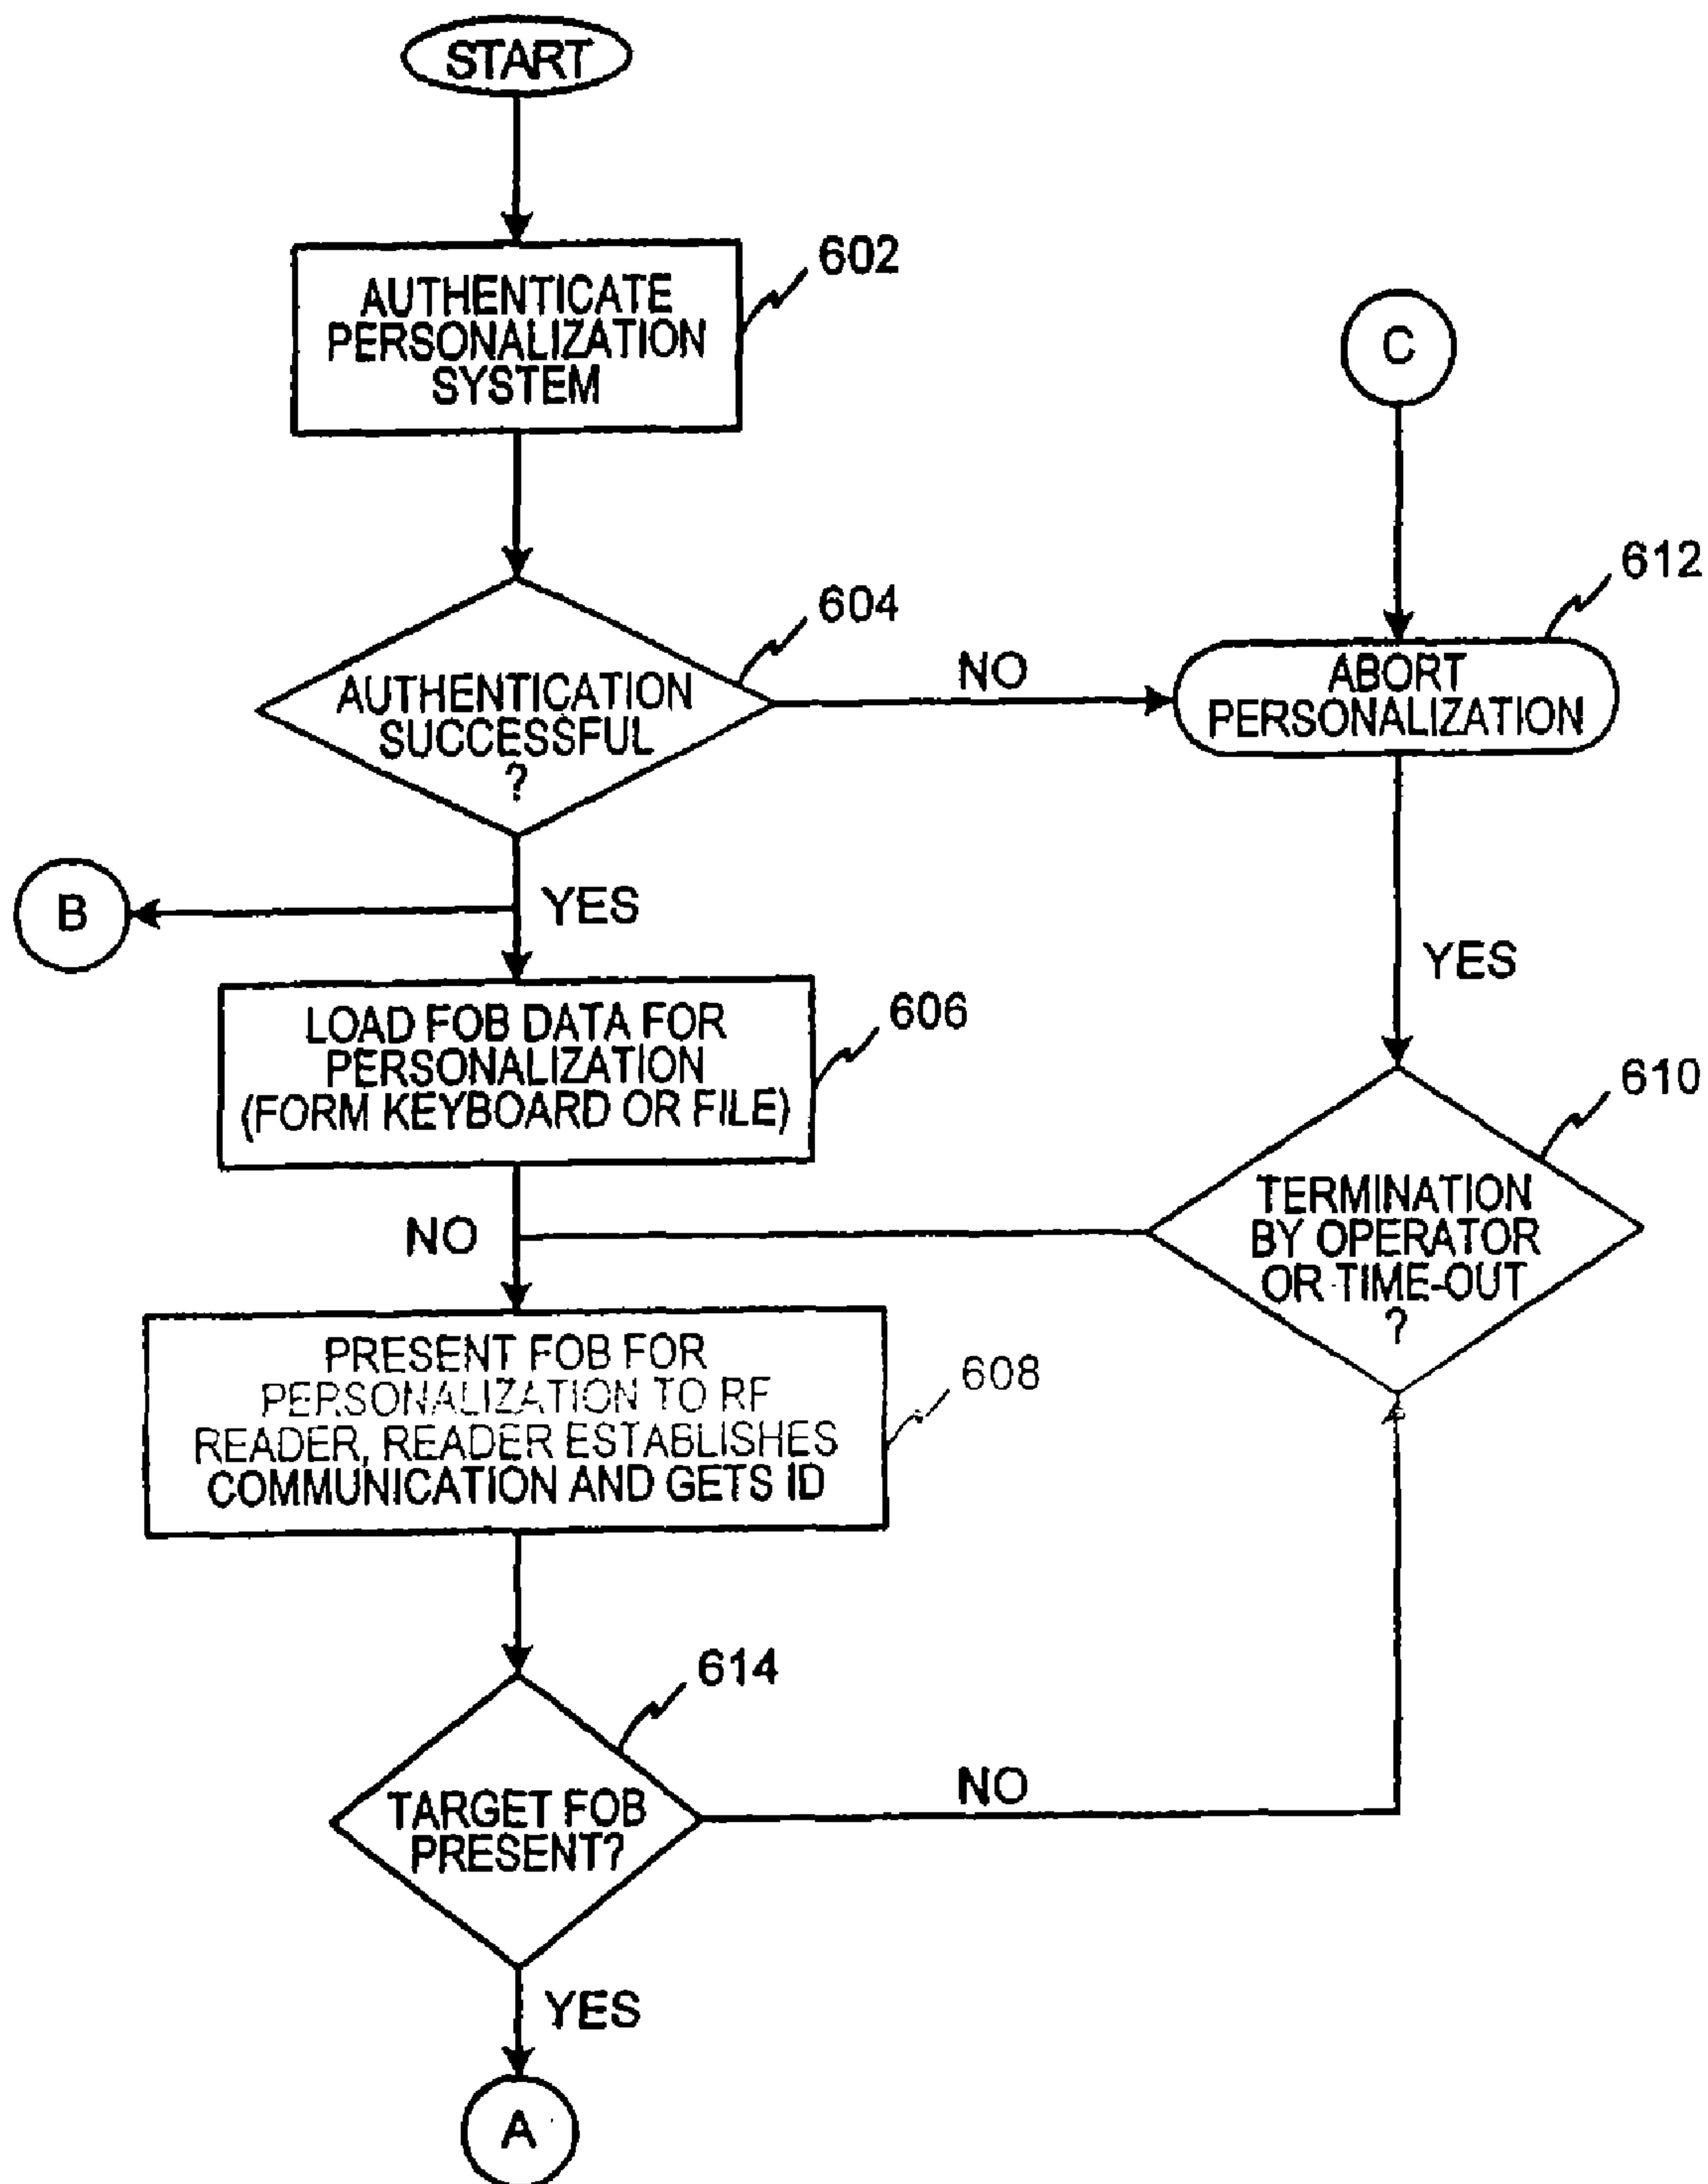 START
602
AUTHENTICATE
PERSONALIZATION
SYSTEM
C
604
AUTHENTICATION
SUCCESSFUL
?
NO
612
ABORT
PERSONALIZATION
B
YES
YES
606
LOAD FOB DATA FOR
PERSONALIZATION
(FORM KEYBOARD OR FILE)
610
TERMINATION
BY OPERATOR
OR TIME-OUT
?
NO
608
PRESENT FOB FOR
PERSONALIZATION TO RF
READER, READER ESTABLISHES
COMMUNICATION AND GETS ID
614
TARGET FOB
PRESENT?
NO
YES
A